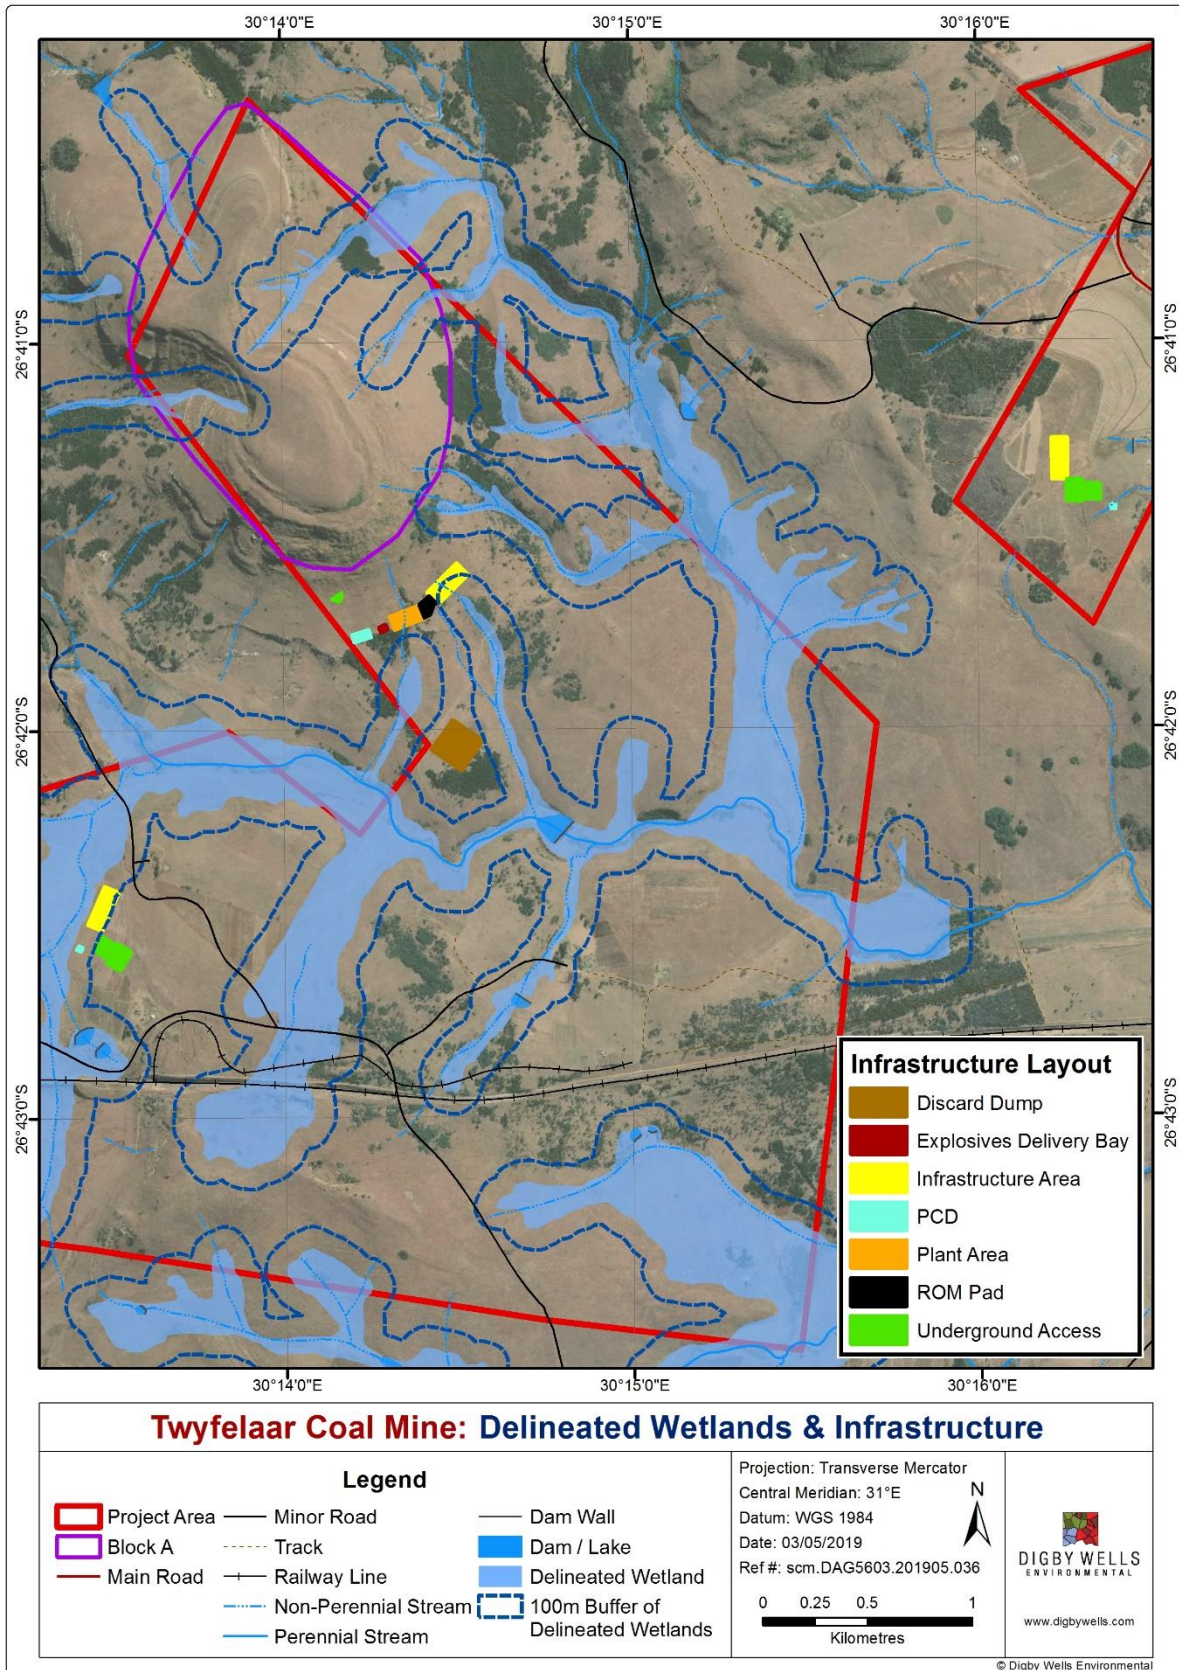 30°14'0"E 30°15'0"E 30°16'0"E
26°41'0"S 26°41'0"S
26°42'0"S 26°42'0"S
26°43'0"S 26°43'0"S
Infrastructure Layout
Discard Dump
Explosives Delivery Bay
Infrastructure Area
PCD
Plant Area
ROM Pad
Underground Access
30°14'0"E 30°15'0"E 30°16'0"E
Twyfelaar Coal Mine: Delineated Wetlands & Infrastructure
Legend
Project Area
Block A
Main Road
Minor Road
Track
Railway Line
Non-Perennial Stream
Perennial Stream
Dam Wall
Dam / Lake
Delineated Wetland
100m Buffer of
Delineated Wetlands
Projection: Transverse Mercator
Central Meridian: 31°E
Datum: WGS 1984
Date: 03/05/2019
Ref #: scm.DAG5603.201905.036
N
0 0.25 0.5 1
Kilometres
DIGBY WELLS
ENVIRONMENTAL
www.digbywells.com
© Digby Wells Environmental